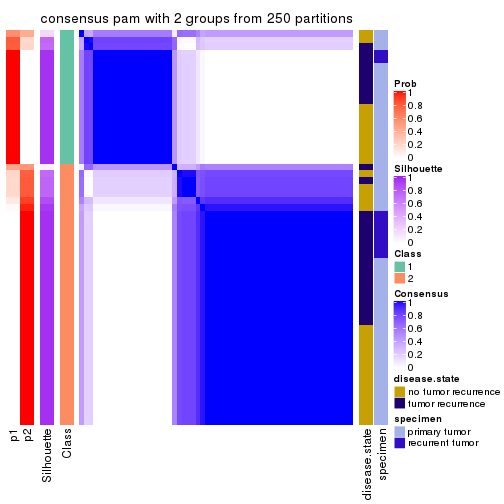 consensus pam with 2 groups from 250 partitions
Prob
1
0.8
0.6
0.4
0.2
0
Silhouette
1
0.8
0.6
0.4
0.2
0
Class
1
2
Consensus
1
0.8
0.6
0.4
0.2
0
disease.state
no tumor recurrence
tumor recurrence
specimen
primary tumor
recurrent tumor
p1
p2
Silhouette
Class
disease.state
specimen